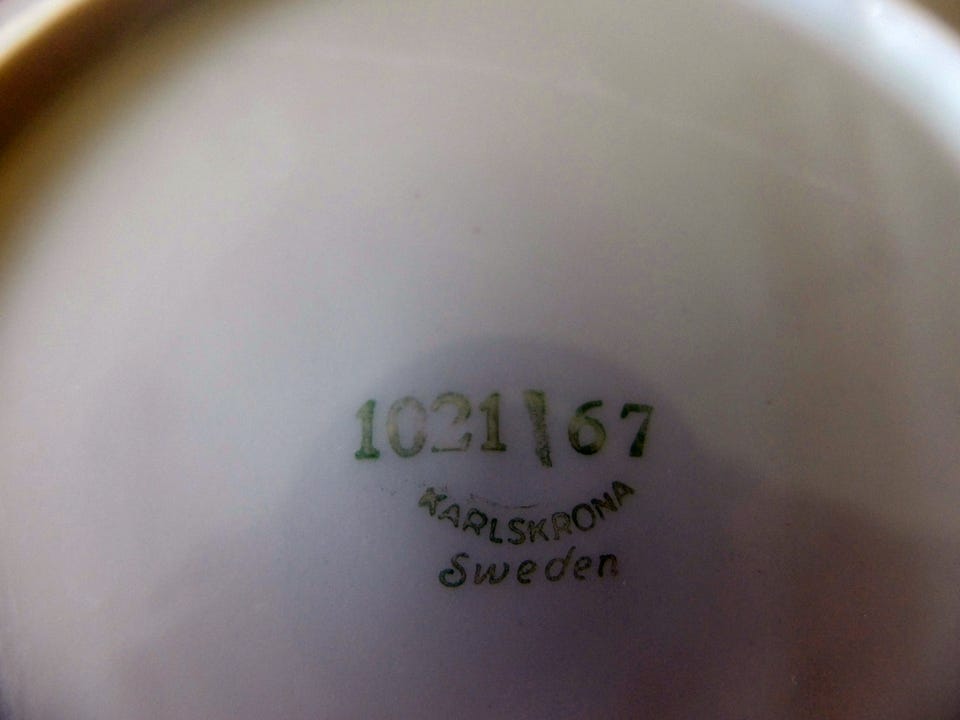 1021 | 67
KARLSKRONA
Sweden